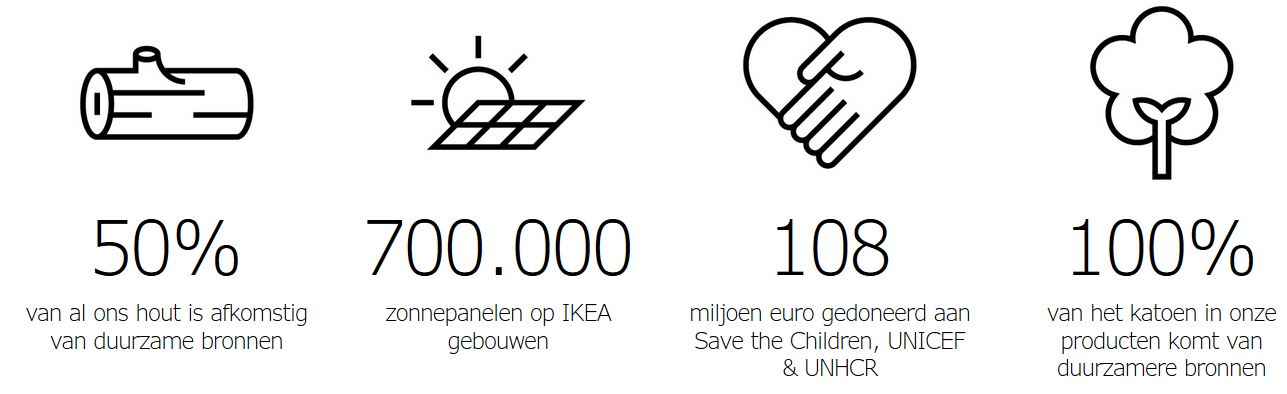 50%
van al ons hout is afkomstig
van duurzame bronnen
700.000
zonnepanelen op IKEA
gebouwen
108
miljoen euro gedoneerd aan
Save the Children, UNICEF
& UNHCR
100%
van het katoen in onze
producten komt van
duurzamere bronnen